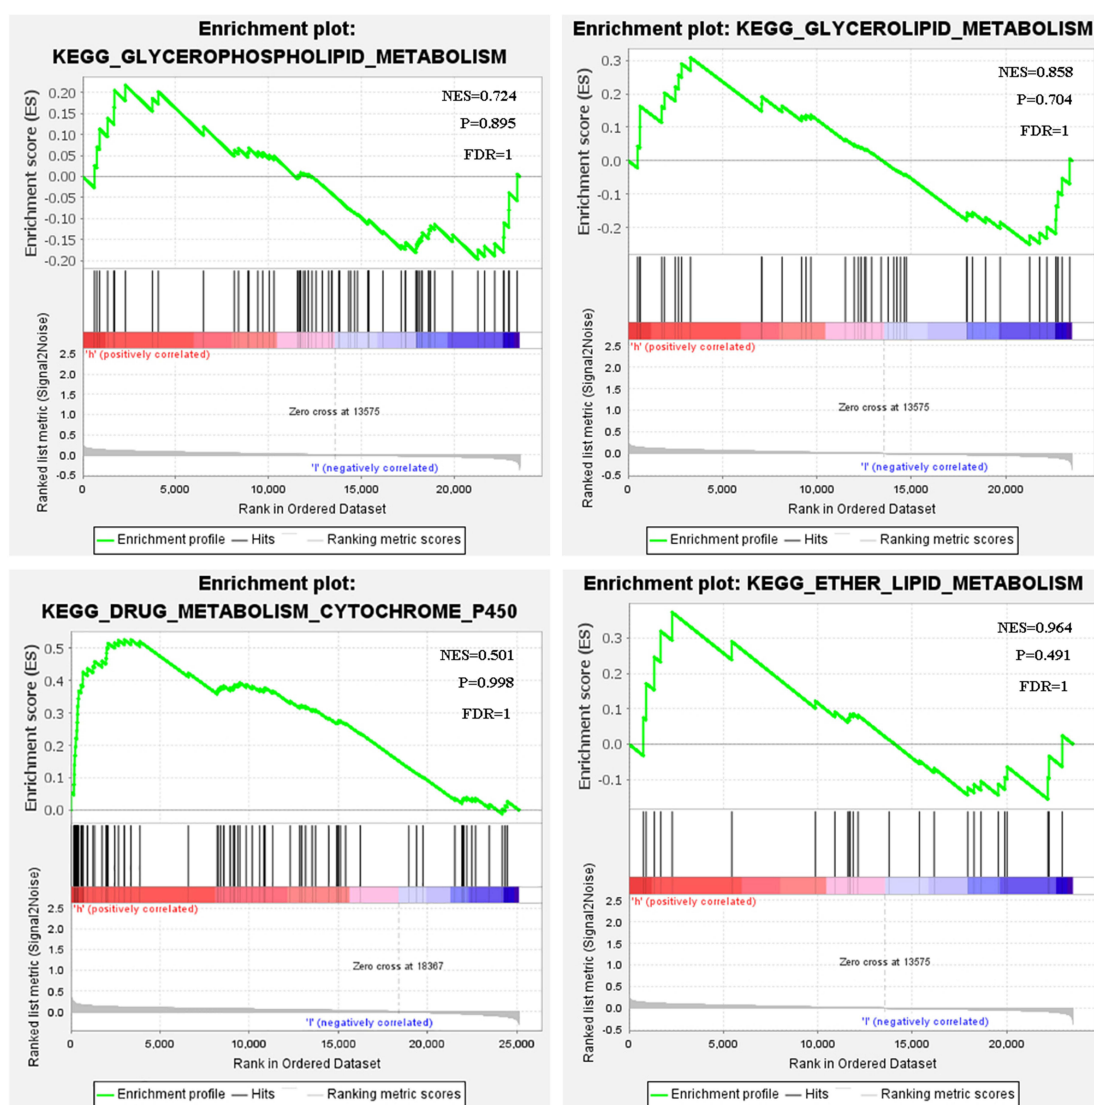 Enrichment plot:
KEGG_GLYCEROPHOSPHOLIPID_METABOLISM
Enrichment score (ES)
0.20
0.15
0.10
0.05
0.00
-0.05
-0.10
-0.15
-0.20
NES=0.724
P=0.895
FDR=1
'h' (positively correlated)
Ranked list metric (Signal2Noise)
2.5
2.0
1.5
1.0
0.5
0.0
-0.5
Zero cross at 13575
'l' (negatively correlated)
0 5,000 10,000 15,000 20,000
Rank in Ordered Dataset
Enrichment profile Hits Ranking metric scores
Enrichment plot: KEGG_GLYCEROLIPID_METABOLISM
Enrichment score (ES)
0.3
0.2
0.1
0.0
-0.1
-0.2
NES=0.858
P=0.704
FDR=1
'h' (positively correlated)
Ranked list metric (Signal2Noise)
2.5
2.0
1.5
1.0
0.5
0.0
-0.5
Zero cross at 13575
'l' (negatively correlated)
0 5,000 10,000 15,000 20,000
Rank in Ordered Dataset
Enrichment profile Hits Ranking metric scores
Enrichment plot:
KEGG_DRUG_METABOLISM_CYTOCHROME_P450
Enrichment score (ES)
0.5
0.4
0.3
0.2
0.1
0.0
NES=0.501
P=0.998
FDR=1
'h' (positively correlated)
Ranked list metric (Signal2Noise)
2.5
2.0
1.5
1.0
0.5
0.0
Zero cross at 18367
'l' (negatively correlated)
0 5,000 10,000 15,000 20,000 25,000
Rank in Ordered Dataset
Enrichment profile Hits Ranking metric scores
Enrichment plot: KEGG_ETHER_LIPID_METABOLISM
Enrichment score (ES)
0.3
0.2
0.1
0.0
-0.1
NES=0.964
P=0.491
FDR=1
'h' (positively correlated)
Ranked list metric (Signal2Noise)
2.5
2.0
1.5
1.0
0.5
0.0
-0.5
Zero cross at 13575
'l' (negatively correlated)
0 5,000 10,000 15,000 20,000
Rank in Ordered Dataset
Enrichment profile Hits Ranking metric scores